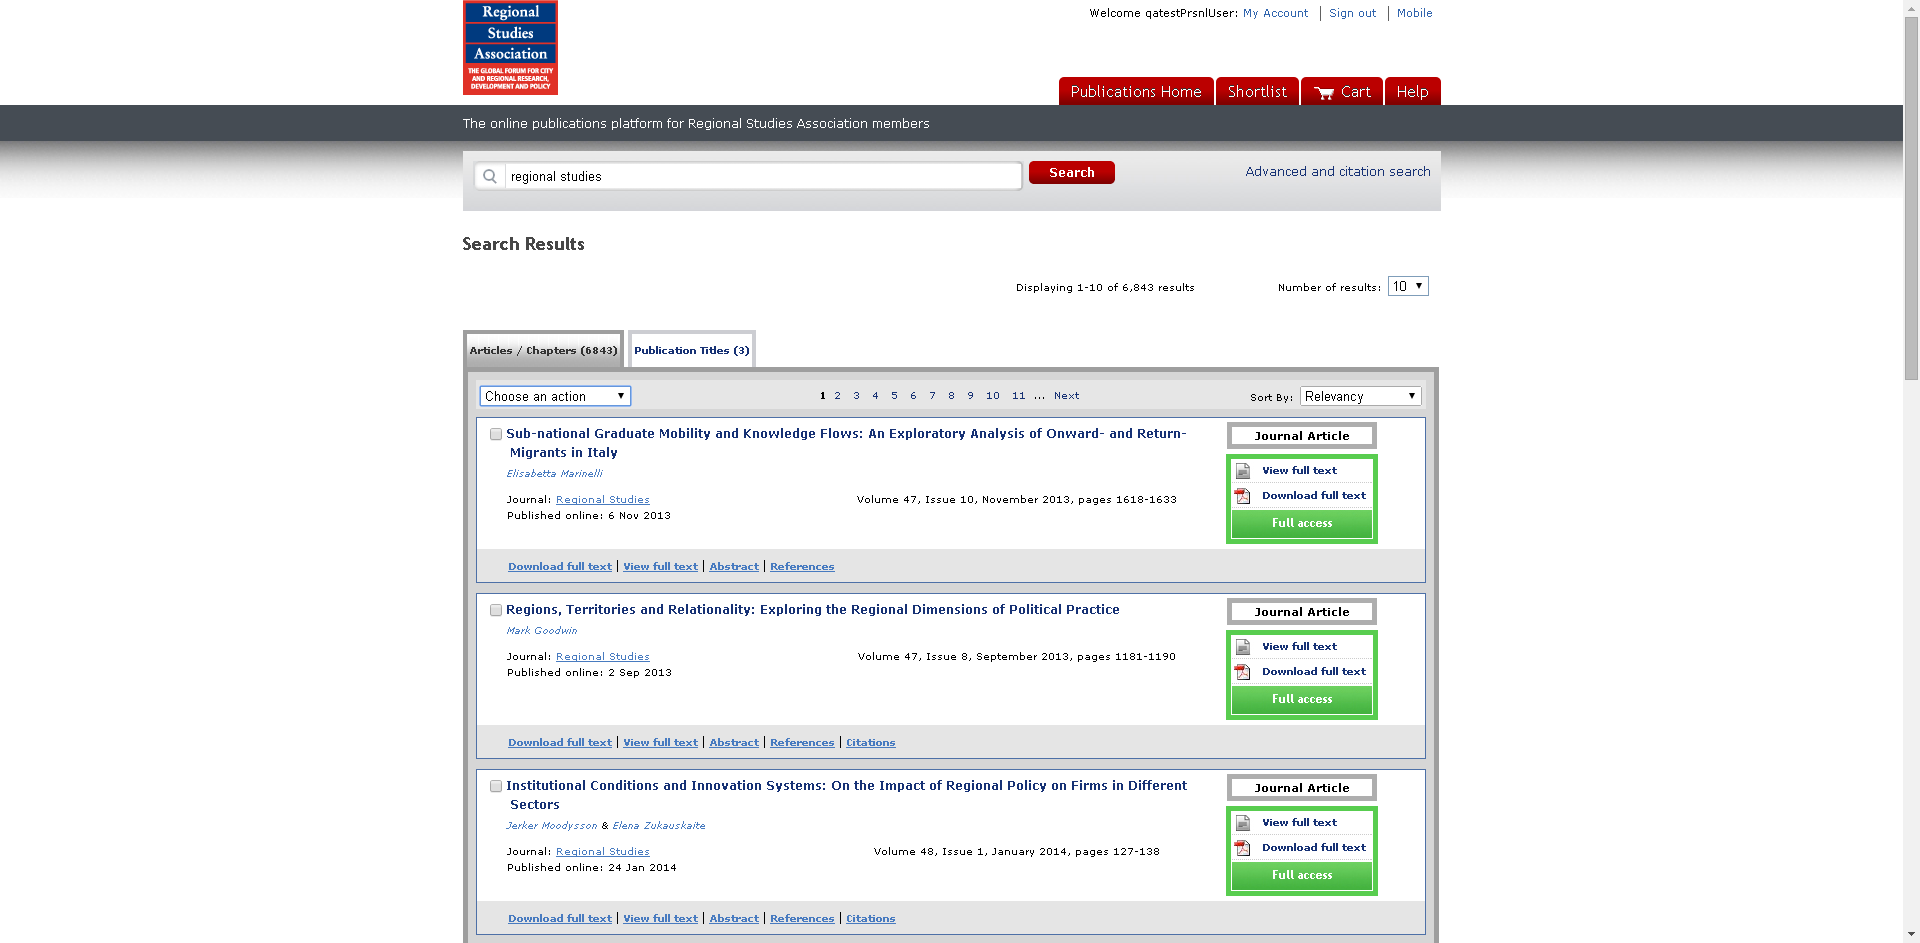 Regional
Studies
Association
THE GLOBAL FORUM FOR CITY
AND REGIONAL RESEARCH,
DEVELOPMENT AND POLICY
Welcome qatestPrsnlUser: My Account | Sign out | Mobile
Publications Home Shortlist Cart Help
The online publications platform for Regional Studies Association members
regional studies Search Advanced and citation search
Search Results
Displaying 1-10 of 6,843 results Number of results: 10
Articles / Chapters (6843) Publication Titles (3)
Choose an action 1 2 3 4 5 6 7 8 9 10 11 ... Next Sort By: Relevancy
Sub-national Graduate Mobility and Knowledge Flows: An Exploratory Analysis of Onward- and Return-
Migrants in Italy
Elisabetta Marinelli
Journal: Regional Studies Volume 47, Issue 10, November 2013, pages 1618-1633
Published online: 6 Nov 2013
Journal Article
View full text
Download full text
Full access
Download full text | View full text | Abstract | References
Regions, Territories and Relationality: Exploring the Regional Dimensions of Political Practice
Mark Goodwin
Journal: Regional Studies Volume 47, Issue 8, September 2013, pages 1181-1190
Published online: 2 Sep 2013
Journal Article
View full text
Download full text
Full access
Download full text | View full text | Abstract | References | Citations
Institutional Conditions and Innovation Systems: On the Impact of Regional Policy on Firms in Different
Sectors
Jerker Moodysson & Elena Zukauskaite
Journal: Regional Studies Volume 48, Issue 1, January 2014, pages 127-138
Published online: 24 Jan 2014
Journal Article
View full text
Download full text
Full access
Download full text | View full text | Abstract | References | Citations